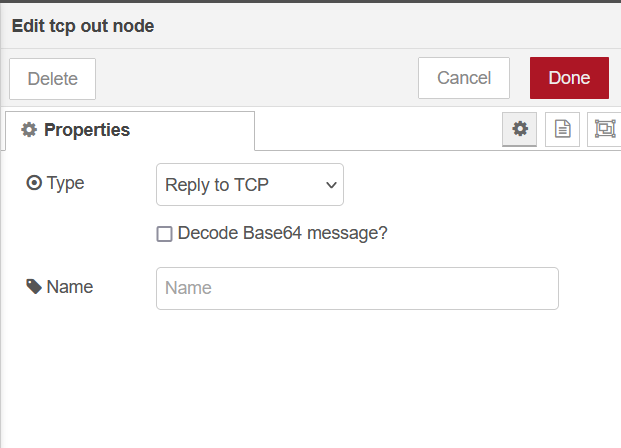 Edit tcp out node
Delete
Cancel
Done
Properties
Type
Reply to TCP
Decode Base64 message?
Name
Name